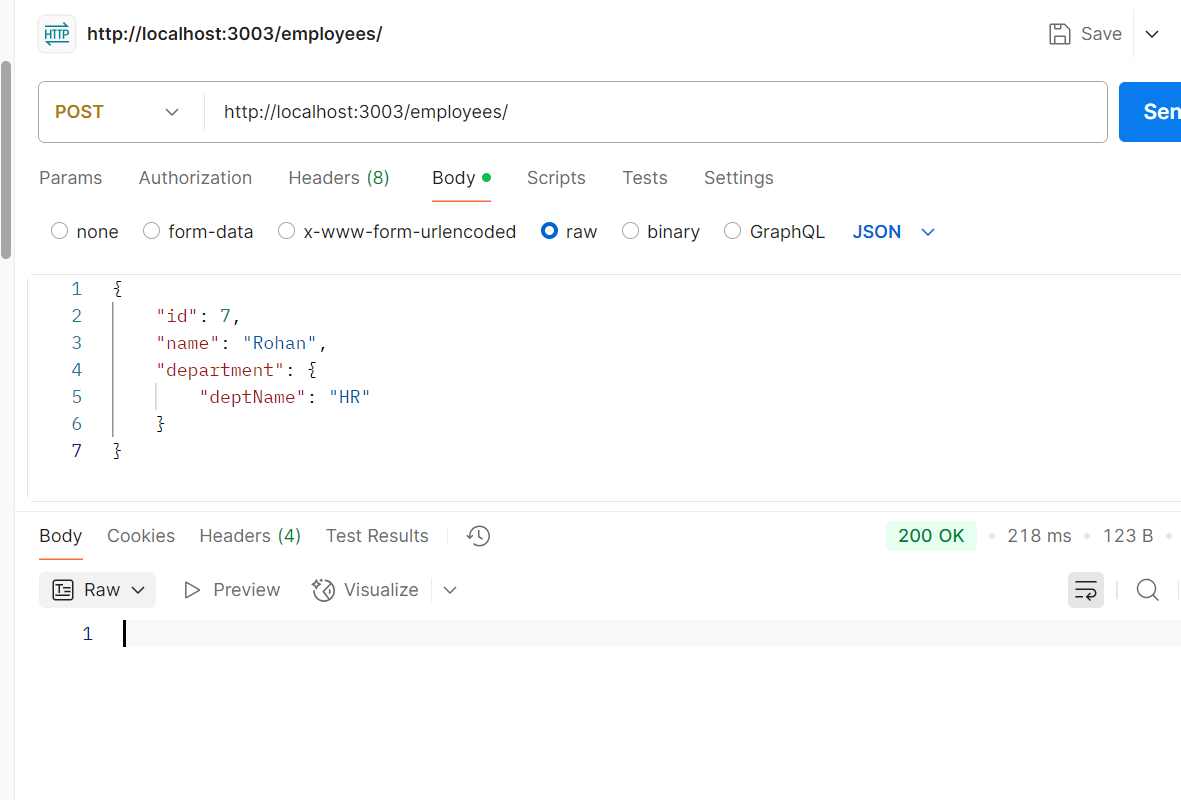 HTTP http://localhost:3003/employees/ Save
POST http://localhost:3003/employees/ Sen
Params Authorization Headers (8) Body Scripts Tests Settings
none form-data x-www-form-urlencoded raw binary GraphQL JSON
1 {
2 "id": 7,
3 "name": "Rohan",
4 "department": {
5 "deptName": "HR"
6 }
7 }
Body Cookies Headers (4) Test Results 200 OK • 218 ms • 123 B •
Raw Preview Visualize
1